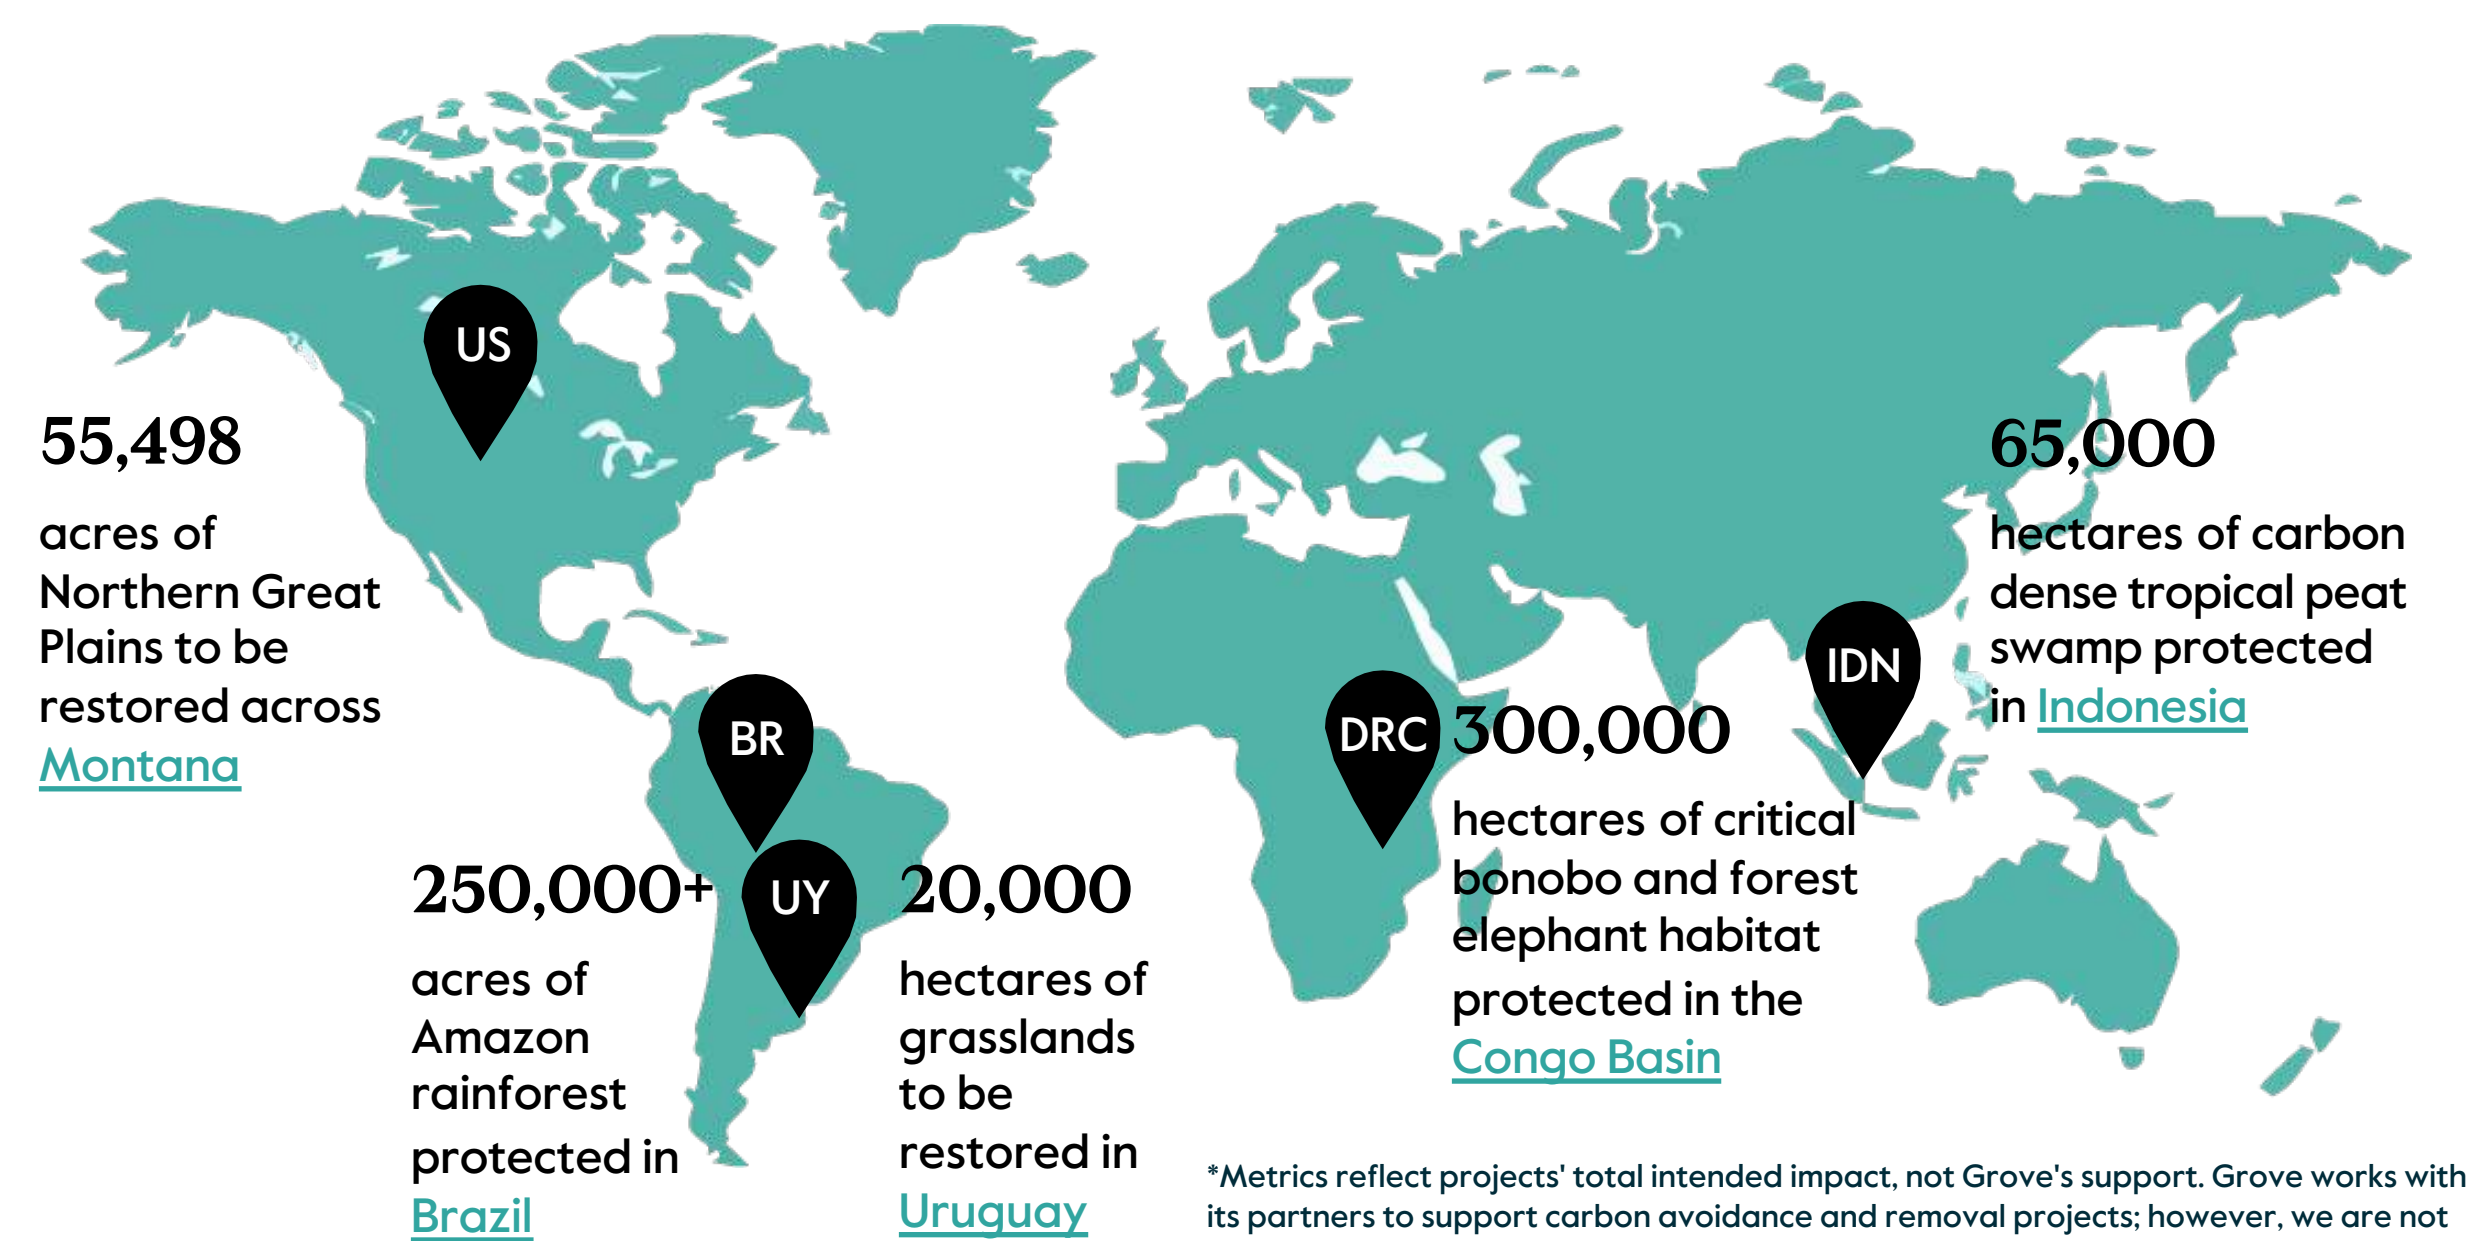 US
55,498
acres of
Northern Great
Plains to be
restored across
Montana
BR
250,000+
acres of
Amazon
rainforest
protected in
Brazil
UY
20,000
hectares of
grasslands
to be
restored in
Uruguay
DRC
300,000
hectares of critical
bonobo and forest
elephant habitat
protected in the
Congo Basin
IDN
65,000
hectares of carbon
dense tropical peat
swamp protected
in Indonesia
*Metrics reflect projects' total intended impact, not Grove's support. Grove works with
its partners to support carbon avoidance and removal projects; however, we are not